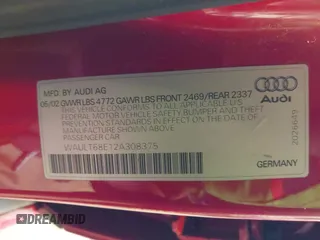 MFD. BY AUDI AG
05/02 GVWR LBS 4772 GAWR LBS FRONT 2469/REAR 2337
THIS VEHICLE CONFORMS TO ALL APPLICABLE U.S.
FEDERAL MOTOR VEHICLE SAFETY, BUMPER AND
THEFT PREVENTION STANDARDS IN EFFECT ON THE
DATE OF MANUFACTURE SHOWN ABOVE.
PASSENGER CAR
WAULT68E12A308375
GERMANY
Audi
2026649
DREAMBID